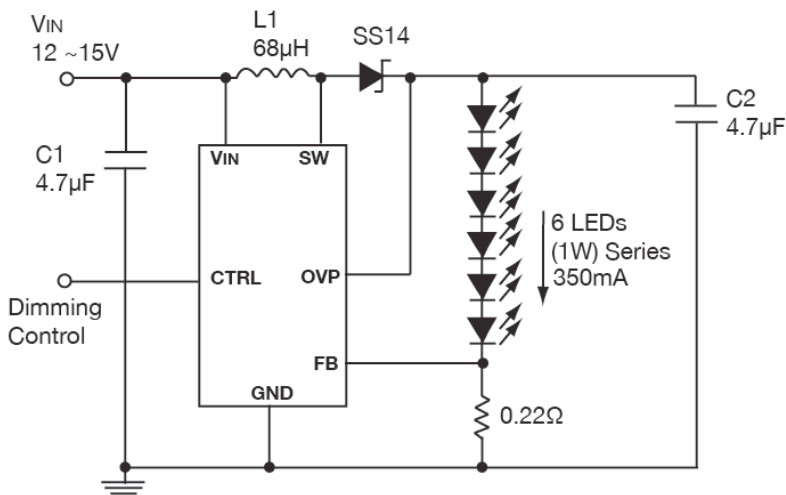 VIN
12 ~15V
L1
68µH
SS14
C1
4.7µF
VIN
SW
C2
4.7µF
6 LEDs
(1W) Series
350mA
CTRL
OVP
Dimming
Control
FB
GND
0.22Ω